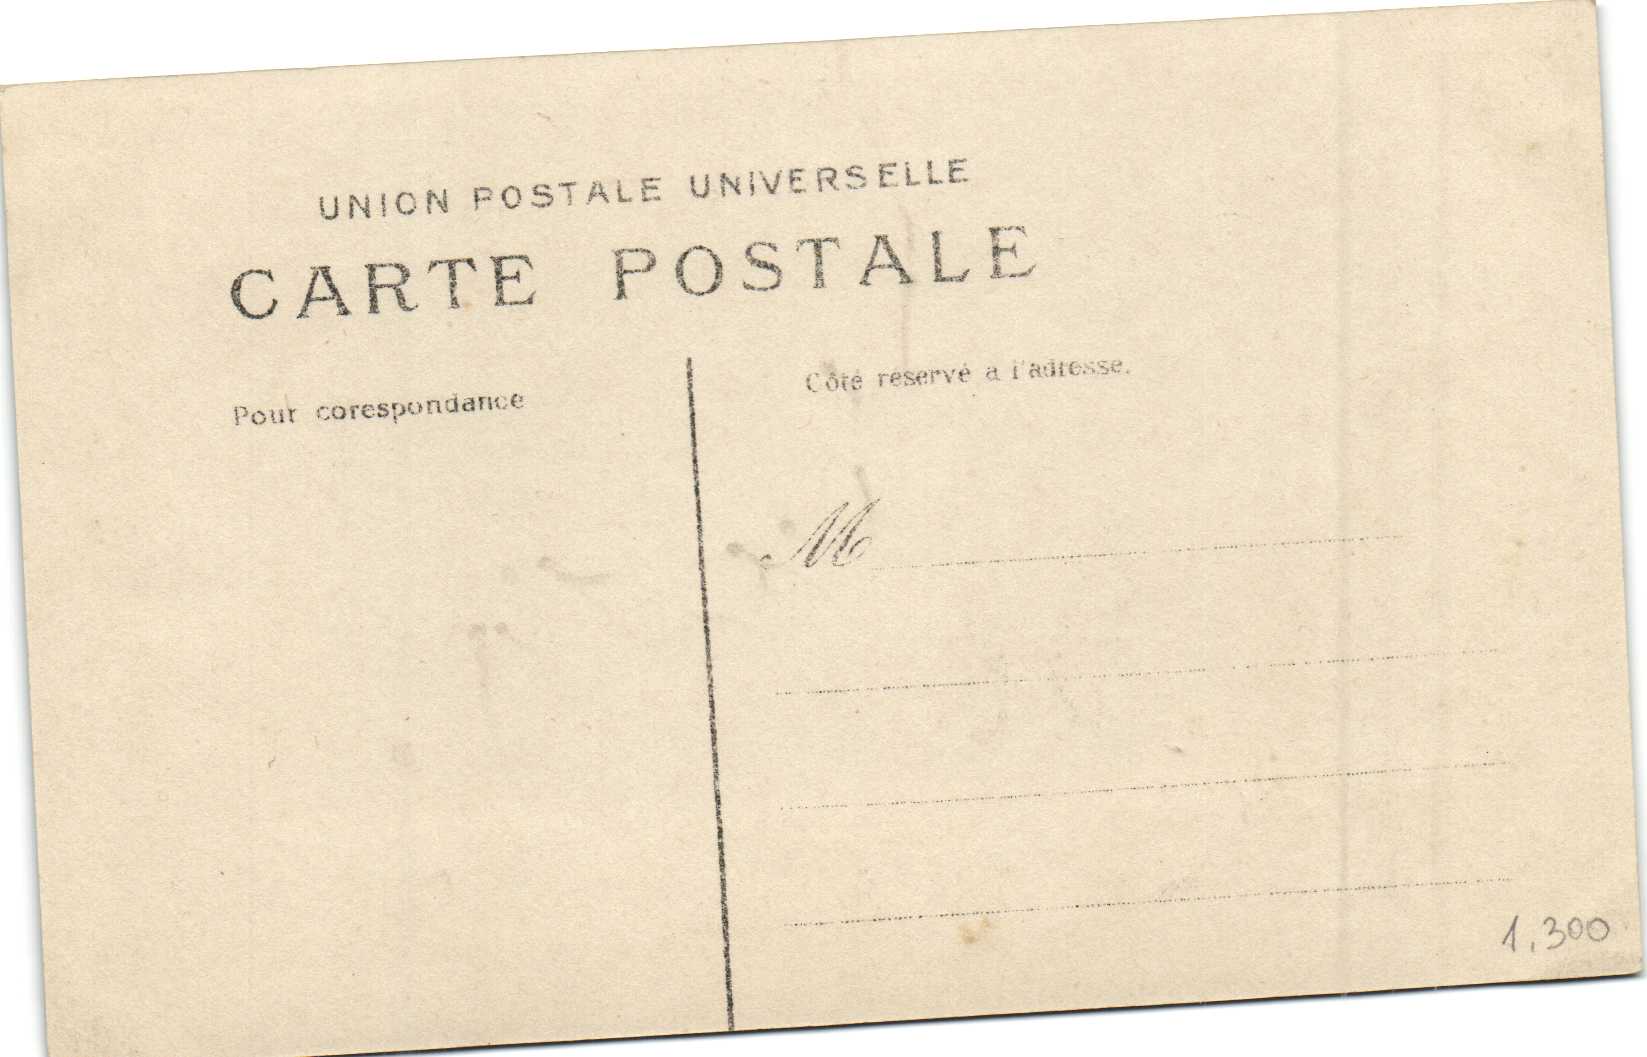 UNION POSTALE UNIVERSELLE
CARTE POSTALE
Pour corespondance
Côté reservé a l'adresse.
M
1,300